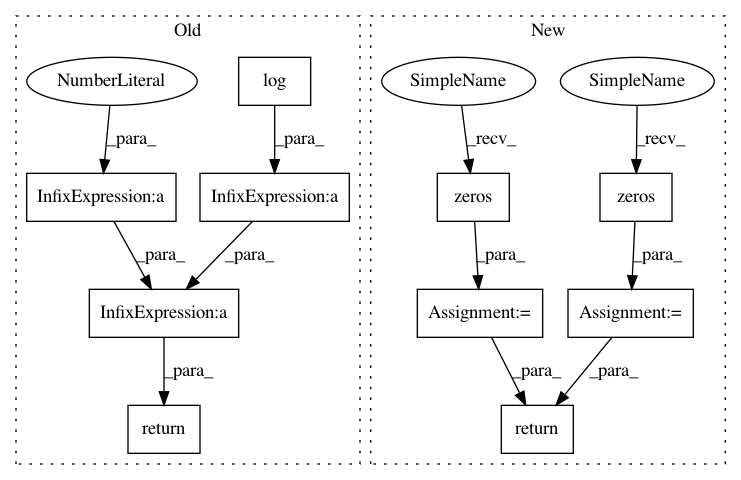 Old
New
NumberLiteral
log
SimpleName
SimpleName
_para_
_para_
_recv_
_recv_
InfixExpression:a
InfixExpression:a
zeros
zeros
_para_
_para_
_para_
_para_
InfixExpression:a
Assignment:=
Assignment:=
_para_
_para_
_para_
return
return